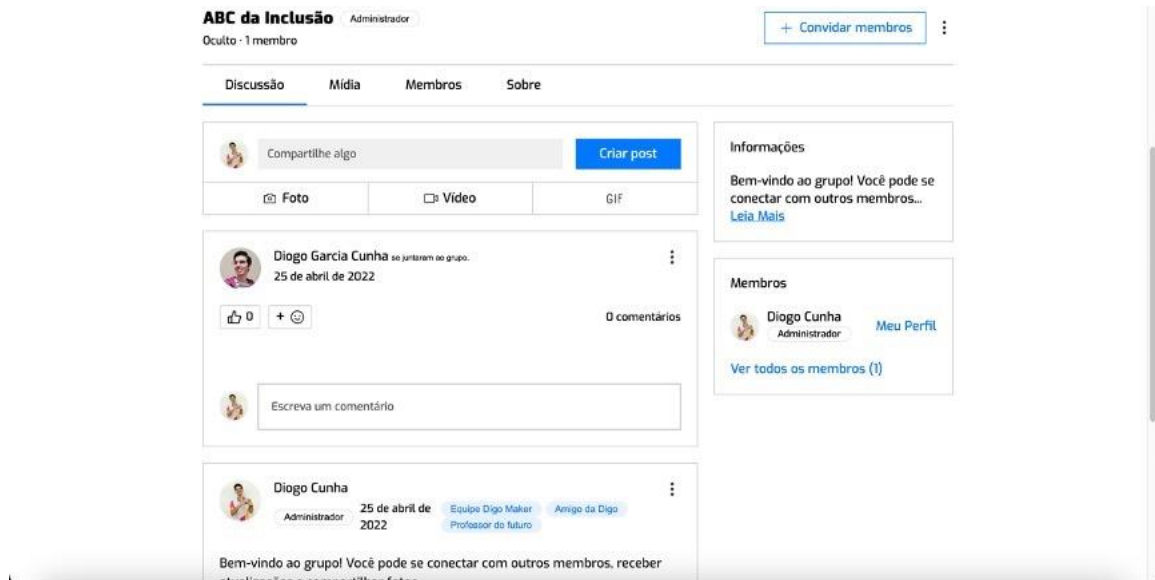 ABC da Inclusão Administrador
Oculto · 1 membro
+ Convidar membros
Discussão Mídia Membros Sobre
Compartilhe algo
Criar post
Foto Vídeo GIF
Diogo Garcia Cunha se juntaram ao grupo.
25 de abril de 2022
0 +
0 comentários
Escreva um comentário
Diogo Cunha
Administrador
25 de abril de
2022
Equipe Digo Maker Amigo da Digo
Professor do futuro
Bem-vindo ao grupo! Você pode se conectar com outros membros, receber
Informações
Bem-vindo ao grupo! Você pode se
conectar com outros membros...
Leia Mais
Membros
Diogo Cunha
Administrador
Meu Perfil
Ver todos os membros (1)